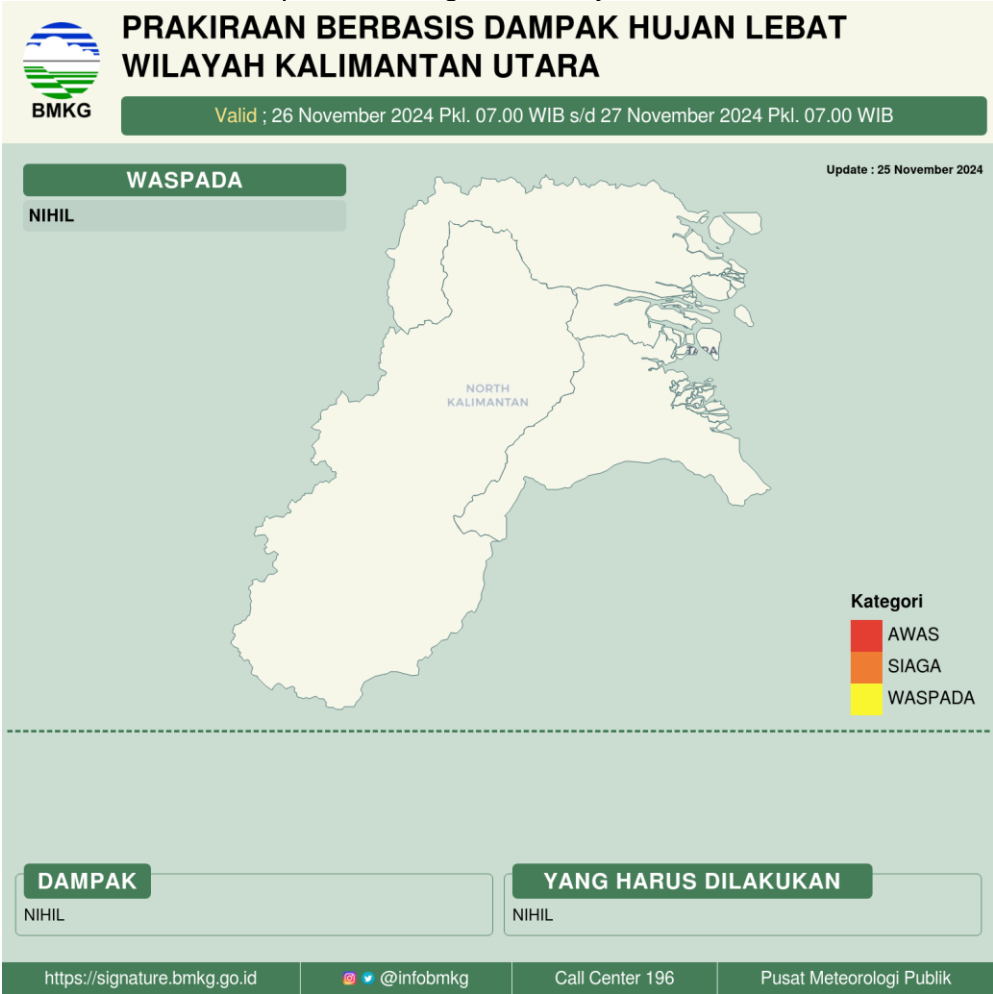 BMKG
PRAKIRAAN BERBASIS DAMPAK HUJAN LEBAT
WILAYAH KALIMANTAN UTARA
Valid ; 26 November 2024 Pkl. 07.00 WIB s/d 27 November 2024 Pkl. 07.00 WIB
Update : 25 November 2024
WASPADA
NIHIL
NORTH
KALIMANTAN
Kategori
AWAS
SIAGA
WASPADA
DAMPAK
NIHIL
YANG HARUS DILAKUKAN
NIHIL
https://signature.bmkg.go.id
@infobmkg
Call Center 196
Pusat Meteorologi Publik